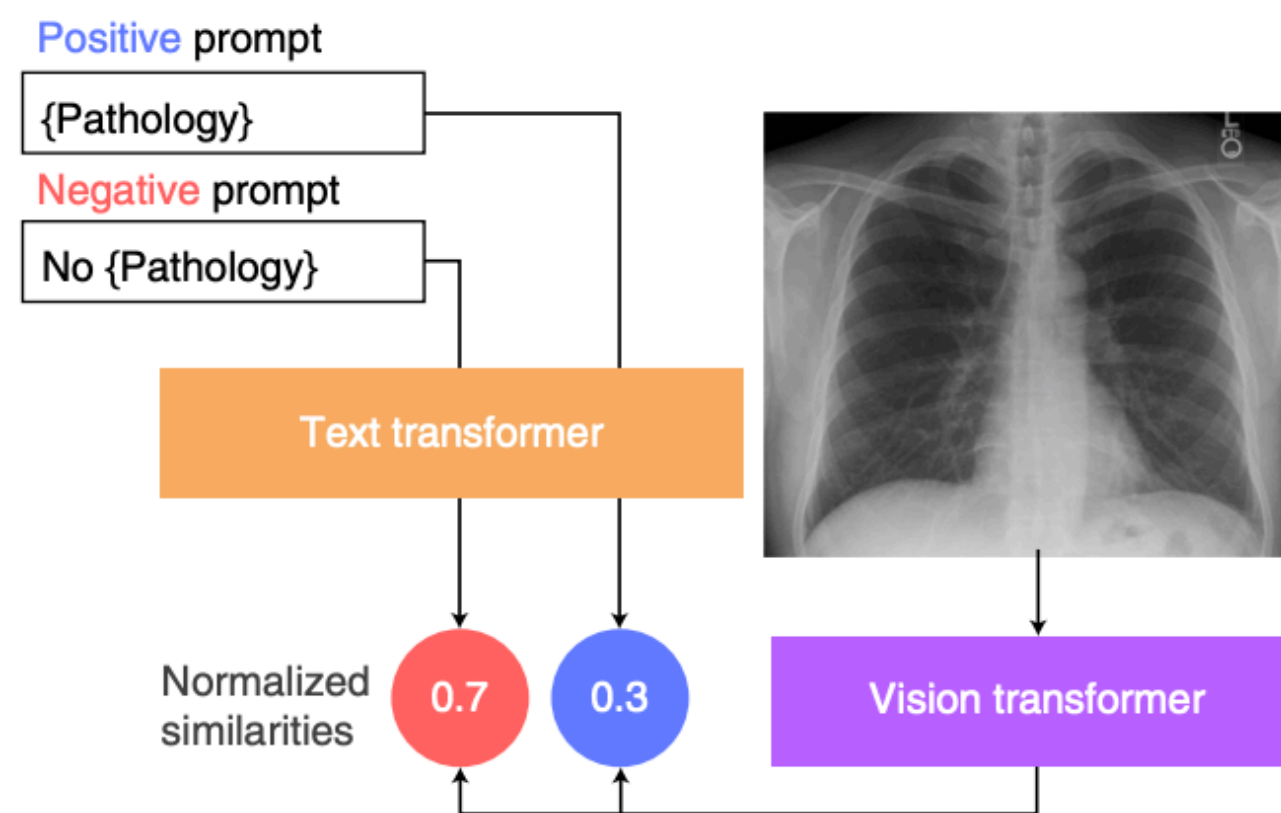 Positive prompt
{Pathology}
Negative prompt
No {Pathology}
Text transformer
Normalized
similarities
0.7
0.3
Vision transformer